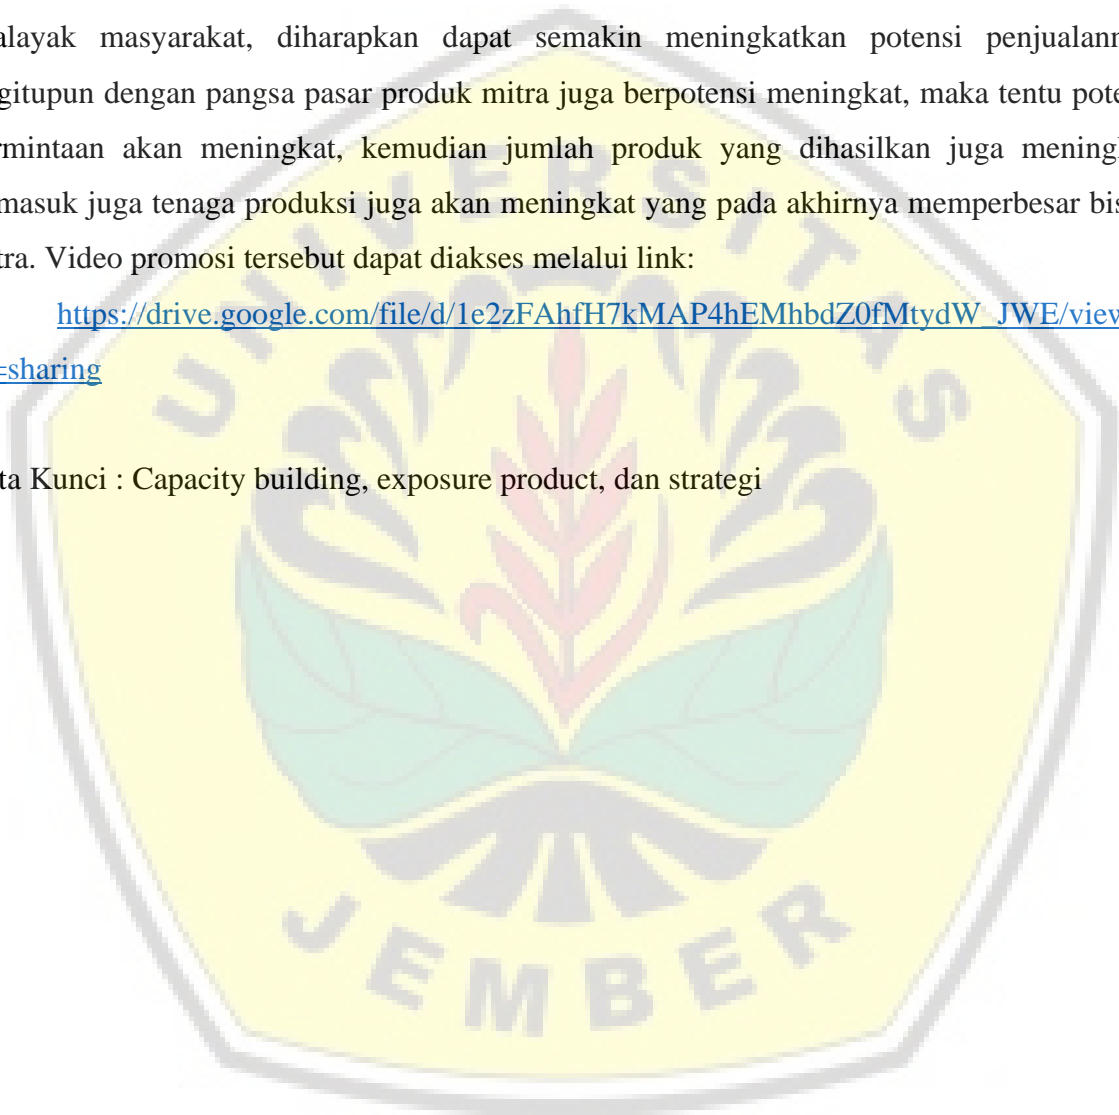 alayak masyarakat, diharapkan dapat semakin meningkatkan potensi penjualann
gitupun dengan pangsa pasar produk mitra juga berpotensi meningkat, maka tentu pote
rmintaan akan meningkat, kemudian jumlah produk yang dihasilkan juga mening
masuk juga tenaga produksi juga akan meningkat yang pada akhirnya memperbesar bis
tra. Video promosi tersebut dapat diakses melalui link:
https://drive.google.com/file/d/1e2zFAhfH7kMAP4hEMhbdZ0fMtydW_JWE/view
=sharing
ta Kunci : Capacity building, exposure product, dan strategi
UNIVERSITAS
JEMBER